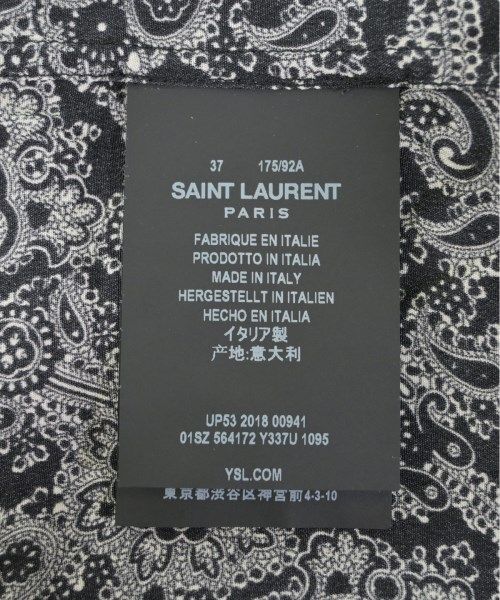 37 175/92A
SAINT LAURENT
PARIS
FABRIQUE EN ITALIE
PRODOTTO IN ITALIA
MADE IN ITALY
HERGESTELLT IN ITALIEN
HECHO EN ITALIA
イタリア製
产地:意大利
UP53 2018 00941
01SZ 564172 Y337U 1095
YSL.COM
東京都渋谷区神宮前4-3-10